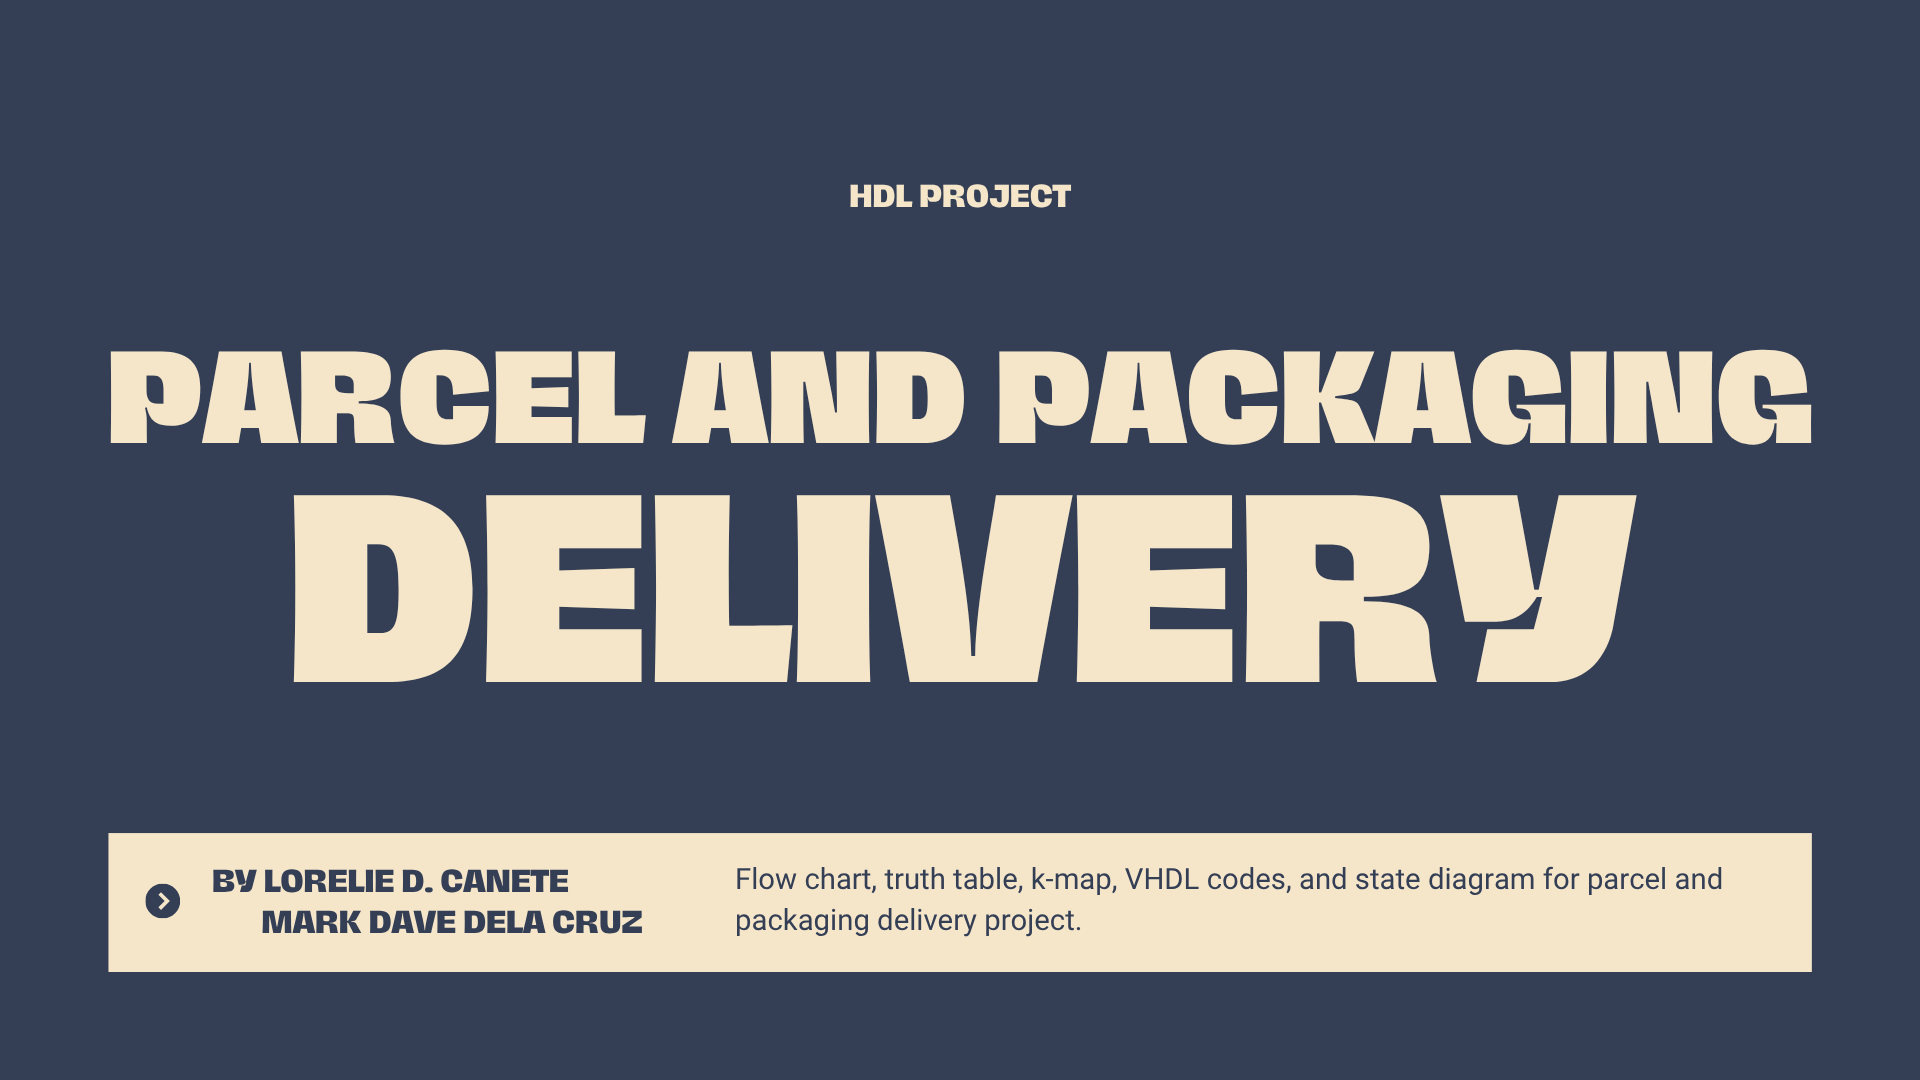 HDL PROJECT
PARCEL AND PACKAGING
DELIVERY
BY LORELIE D. CANETE
MARK DAVE DELA CRUZ
Flow chart, truth table, k-map, VHDL codes, and state diagram for parcel and
packaging delivery project.